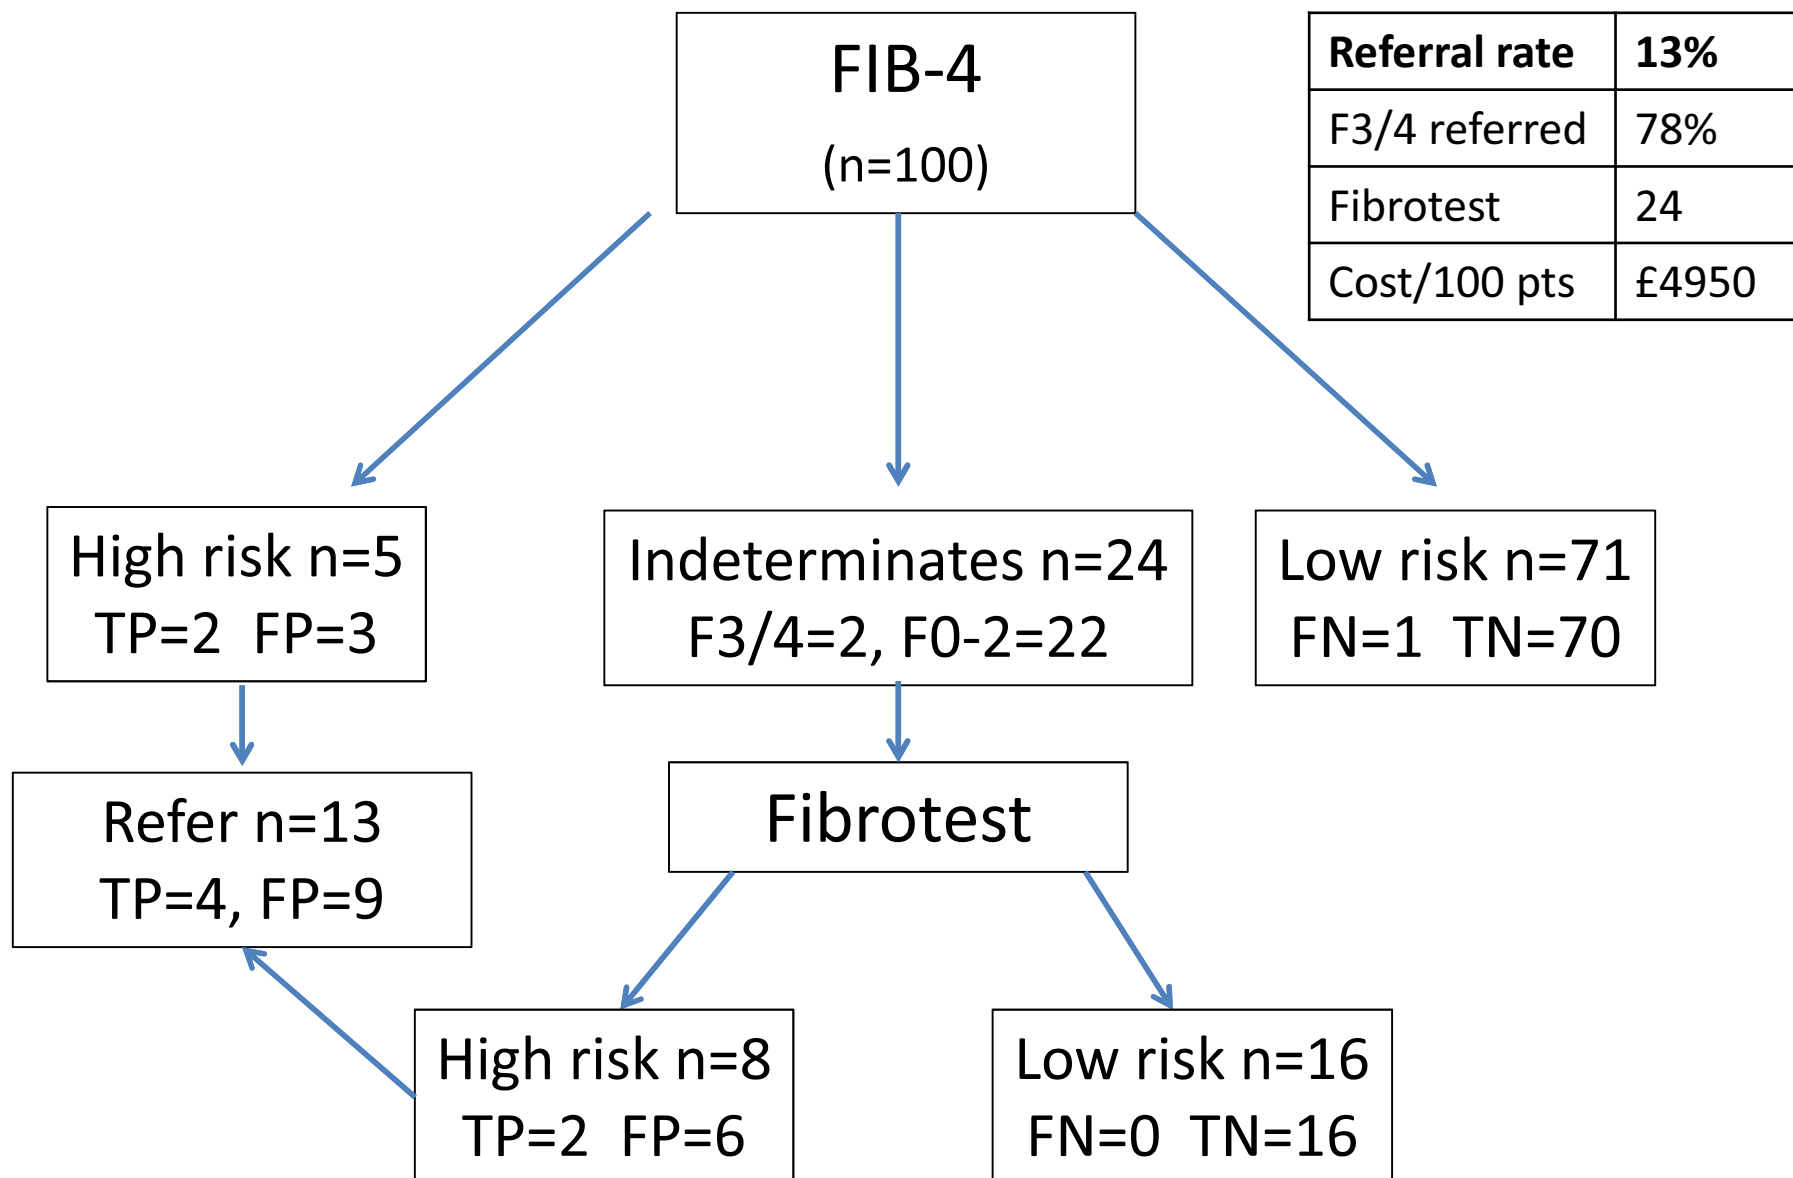 FIB-4
(n=100)
Referral rate 13%
F3/4 referred 78%
Fibrotest 24
Cost/100 pts £4950
High risk n=5
TP=2 FP=3
Indeterminates n=24
F3/4=2, F0-2=22
Low risk n=71
FN=1 TN=70
Refer n=13
TP=4, FP=9
Fibrotest
High risk n=8
TP=2 FP=6
Low risk n=16
FN=0 TN=16